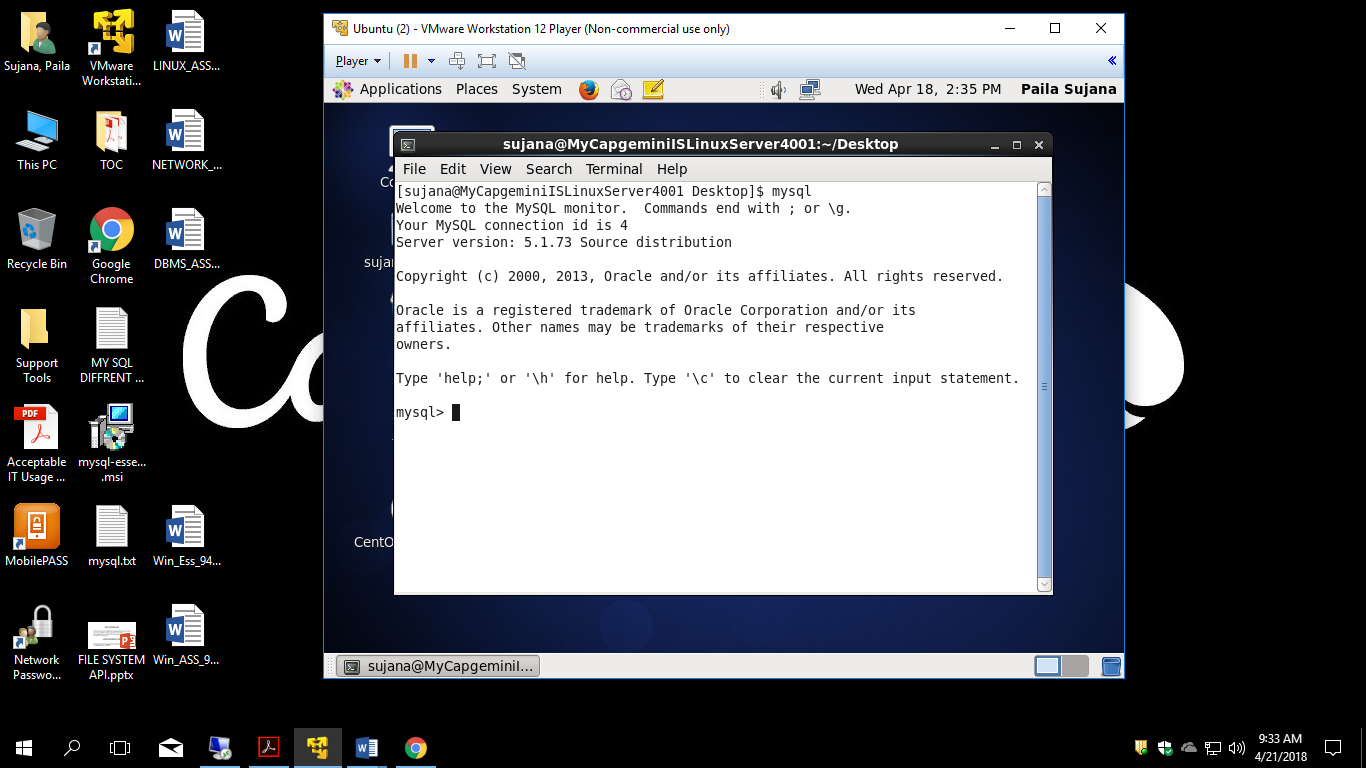 Sujana, Paila
VMware
Workstati...
LINUX_ASS...
This PC
TOC
NETWORK_...
Recycle Bin
Google
Chrome
DBMS_ASS...
Support
Tools
MY SQL
DIFFRENT ...
PDF
Acceptable
IT Usage ...
mysql-esse...
.msi
MobilePASS
mysql.txt
Win_Ess_94...
Network
Passwo...
FILE SYSTEM
API.pptx
Win_ASS_9...
Ubuntu (2) - VMware Workstation 12 Player (Non-commercial use only)
Player
Applications Places System
Wed Apr 18, 2:35 PM Paila Sujana
sujana@MyCapgeminiISLinuxServer4001:~/Desktop
File Edit View Search Terminal Help
[sujana@MyCapgeminiISLinuxServer4001 Desktop]$ mysql
Welcome to the MySQL monitor.  Commands end with ; or \g.
Your MySQL connection id is 4
Server version: 5.1.73 Source distribution
Copyright (c) 2000, 2013, Oracle and/or its affiliates. All rights reserved.
Oracle is a registered trademark of Oracle Corporation and/or its
affiliates. Other names may be trademarks of their respective
owners.
Type 'help;' or '\h' for help. Type '\c' to clear the current input statement.
mysql>
sujana@MyCapgeminiI...
9:33 AM
4/21/2018